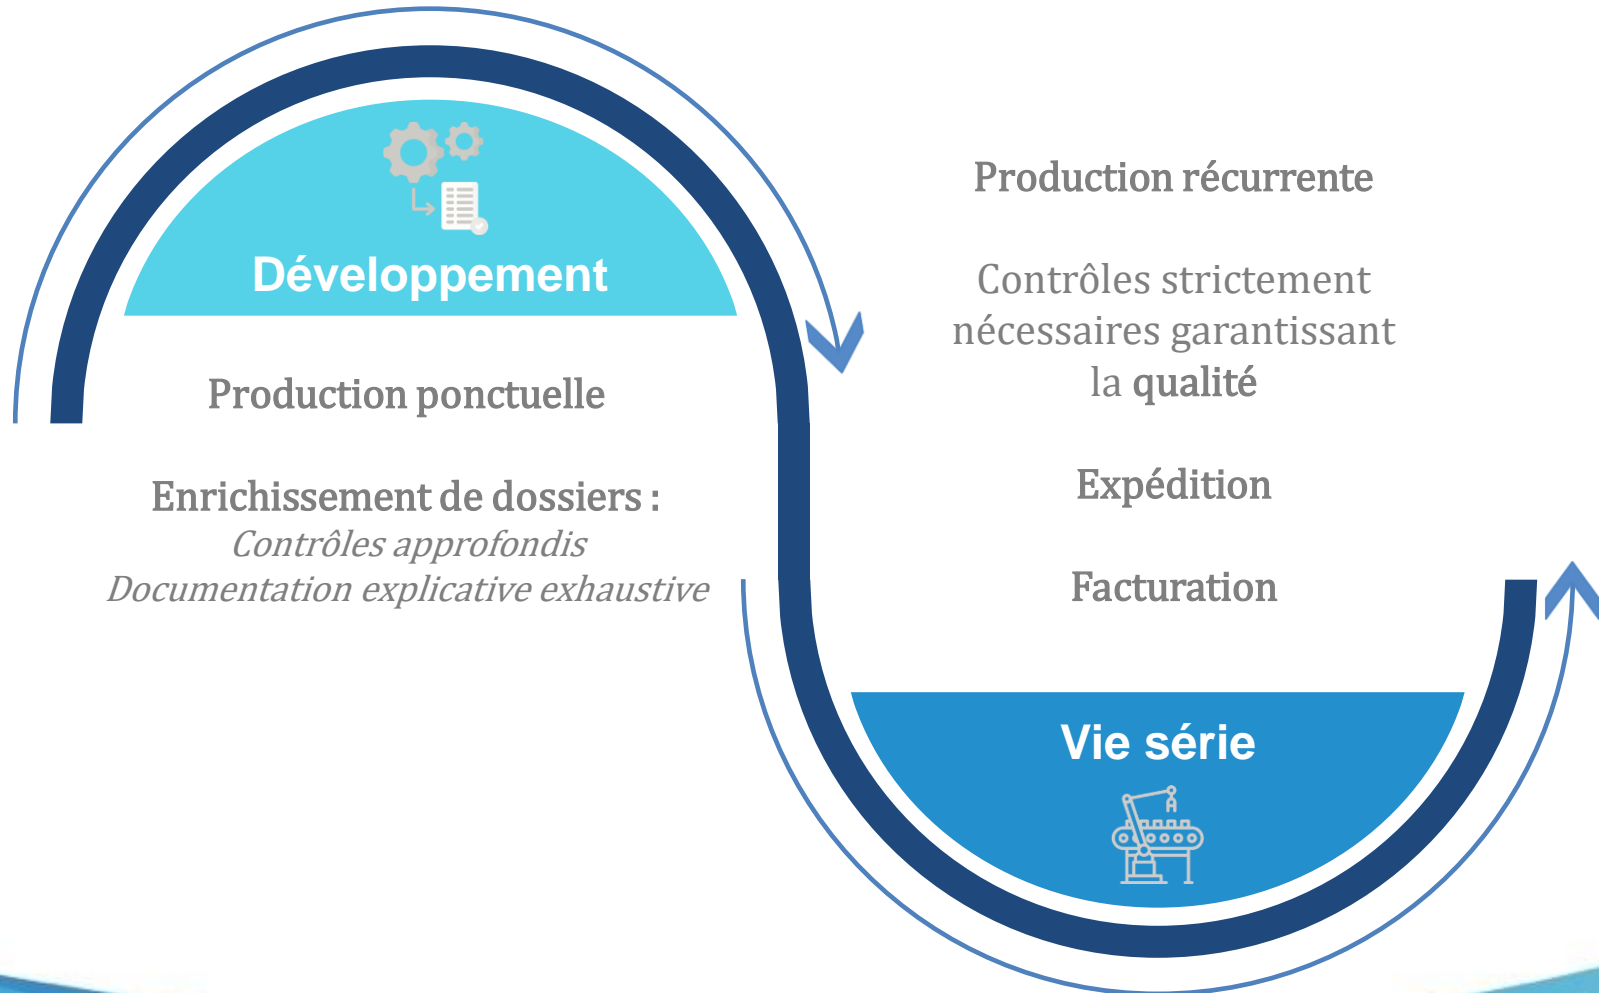 Développement
Production ponctuelle
Enrichissement de dossiers :
Contrôles approfondis
Documentation explicative exhaustive
Production récurrente
Contrôles strictement
nécessaires garantissant
la qualité
Expédition
Facturation
Vie série